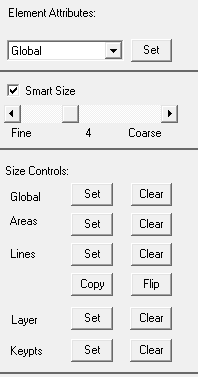 Element Attributes:
Global Set
Smart Size
Fine 4 Coarse
Size Controls:
Global Set Clear
Areas Set Clear
Lines Set Clear
Copy Flip
Layer Set Clear
Keypts Set Clear